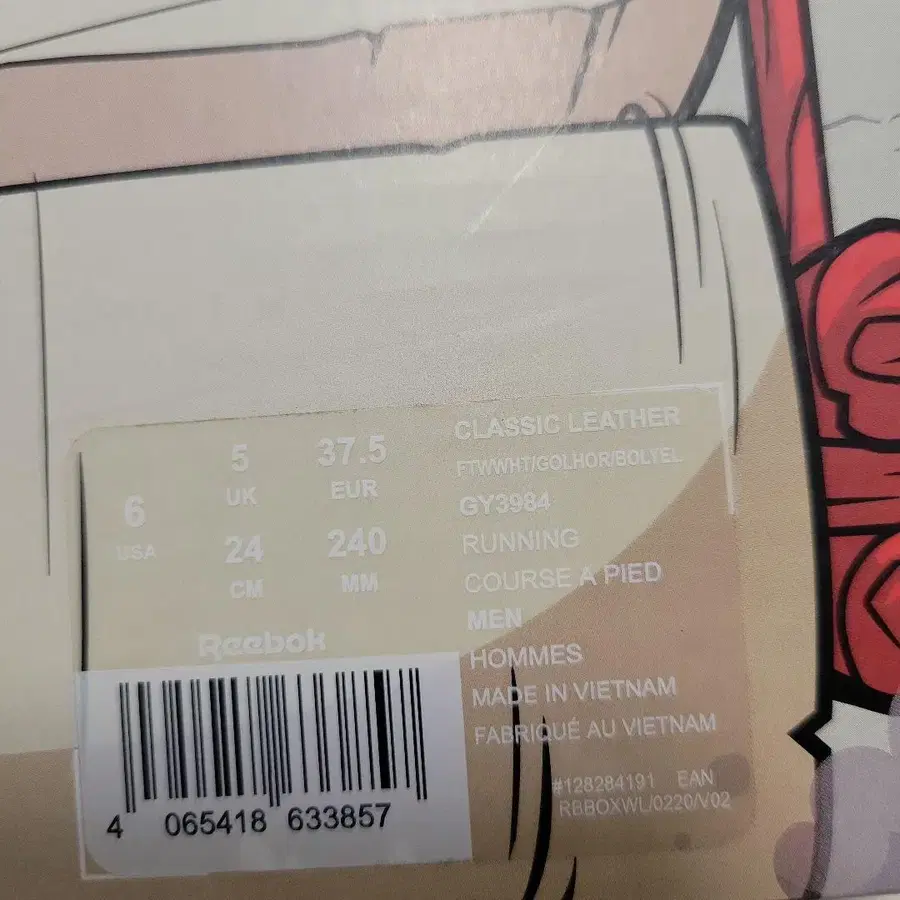 6
USA
5
UK
37.5
EUR
24
CM
240
MM
Reebok
CLASSIC LEATHER
FTWWHT/GOLHOR/BOLYEL
GY3984
RUNNING
COURSE A PIED
MEN
HOMMES
MADE IN VIETNAM
FABRIQUÉ AU VIETNAM
#128284191 EAN
RBBOXWL/0220/V02
4 065418 633857